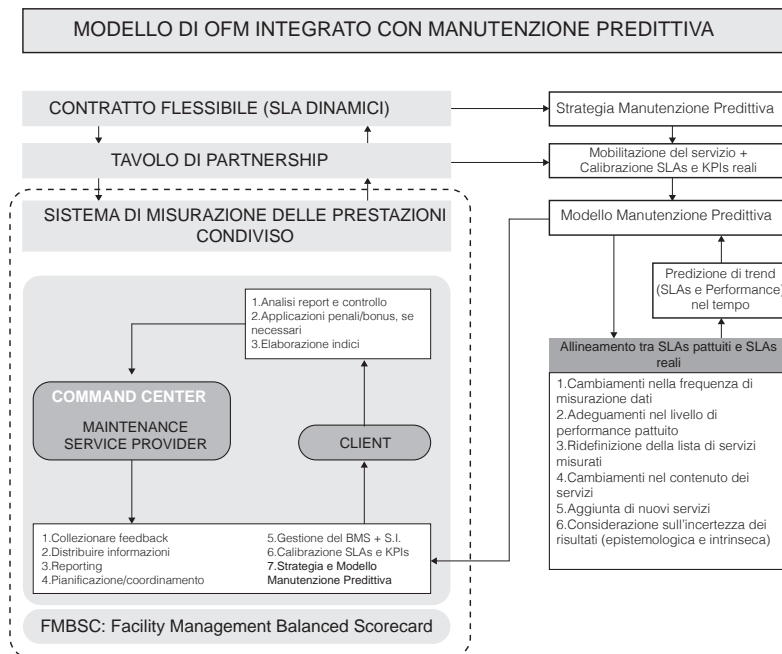 MODELLO DI OFM INTEGRATO CON MANUTENZIONE PREDITTIVA
CONTRATTO FLESSIBILE (SLA DINAMICI)
TAVOLO DI PARTNERSHIP
SISTEMA DI MISURAZIONE DELLE PRESTAZIONI
CONDIVISO
1.Analisi report e controllo
2.Applicazioni penali/bonus, se
necessari
3.Elaborazione indici
COMMAND CENTER
MAINTENANCE
SERVICE PROVIDER
CLIENT
1.Collezionare feedback
2.Distribuire informazioni
3.Reporting
4.Pianificazione/coordinamento
5.Gestione del BMS + S.I.
6.Calibrazione SLAs e KPIs
7.Strategia e Modello
Manutenzione Predittiva
FMBSC: Facility Management Balanced Scorecard
Strategia Manutenzione Predittiva
Mobilitazione del servizio +
Calibrazione SLAs e KPIs reali
Modello Manutenzione Predittiva
Predizione di trend
(SLAs e Performance)
nel tempo
Allineamento tra SLAs pattuiti e SLAs
reali
1.Cambiamenti nella frequenza di
misurazione dati
2.Adeguamenti nel livello di
performance pattuito
3.Ridefinizione della lista di servizi
misurati
4.Cambiamenti nel contenuto dei
servizi
5.Aggiunta di nuovi servizi
6.Considerazione sull'incertezza dei
risultati (epistemologica e intrinseca)